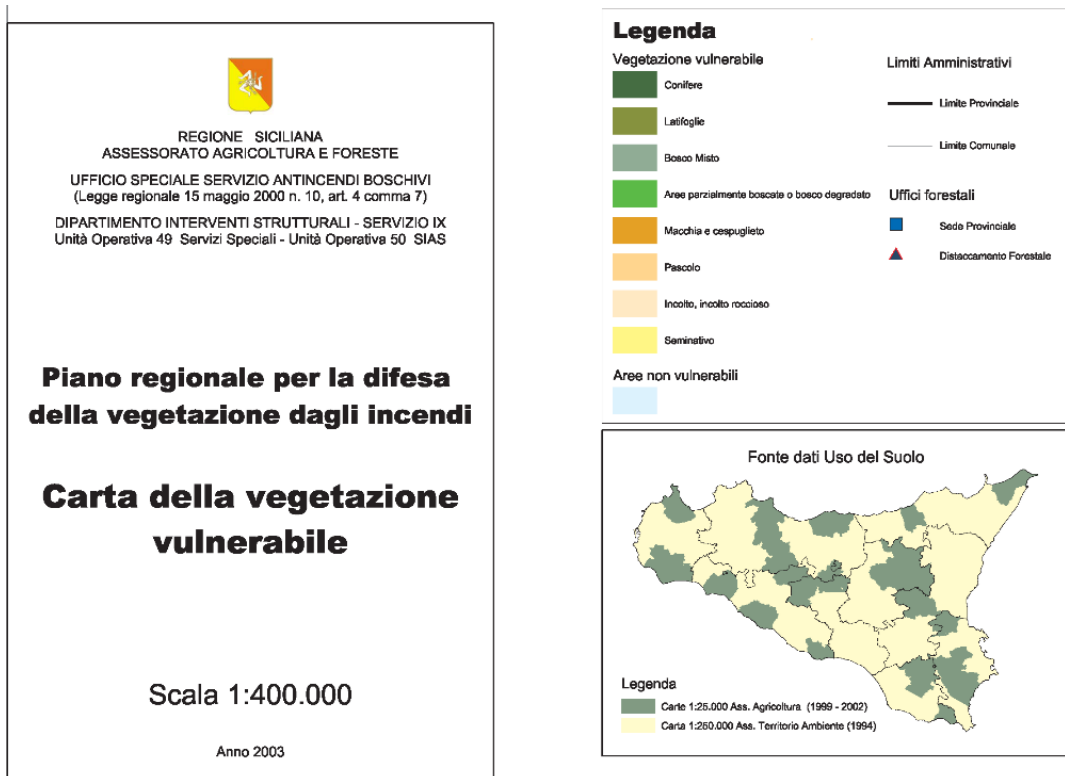 REGIONE SICILIANA
ASSESSORATO AGRICOLTURA E FORESTE
UFFICIO SPECIALE SERVIZIO ANTINCENDI BOSCHIVI
(Legge regionale 15 maggio 2000 n. 10, art. 4 comma 7)
DIPARTIMENTO INTERVENTI STRUTTURALI - SERVIZIO IX
Unità Operativa 49 Servizi Speciali - Unità Operativa 50 SIAS
Piano regionale per la difesa
della vegetazione dagli incendi
Carta della vegetazione
vulnerabile
Scala 1:400.000
Anno 2003
Legenda
Vegetazione vulnerabile
Conifere
Latifoglie
Bosco Misto
Aree parzialmente boscate o bosco degradato
Macchia e cespuglieto
Pascolo
Incolto, incolto roccioso
Seminativo
Aree non vulnerabili
Limiti Amministrativi
Limite Provinciale
Limite Comunale
Uffici forestali
Sede Provinciale
Distaccamento Forestale
Fonte dati Uso del Suolo
Legenda
Carte 1:25.000 Ass. Agricoltura (1999 - 2002)
Carta 1:250.000 Ass. Territorio Ambiente (1994)